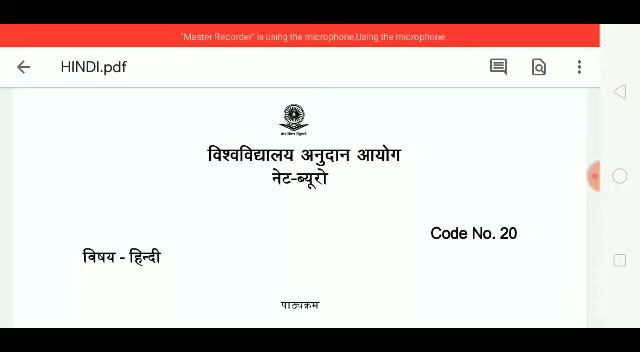 "Master Recorder" is using the microphone,Using the microphone
HINDI.pdf
विश्वविद्यालय अनुदान आयोग
नेट-ब्यूरो
Code No. 20
विषय - हिन्दी
पाठ्यक्रम